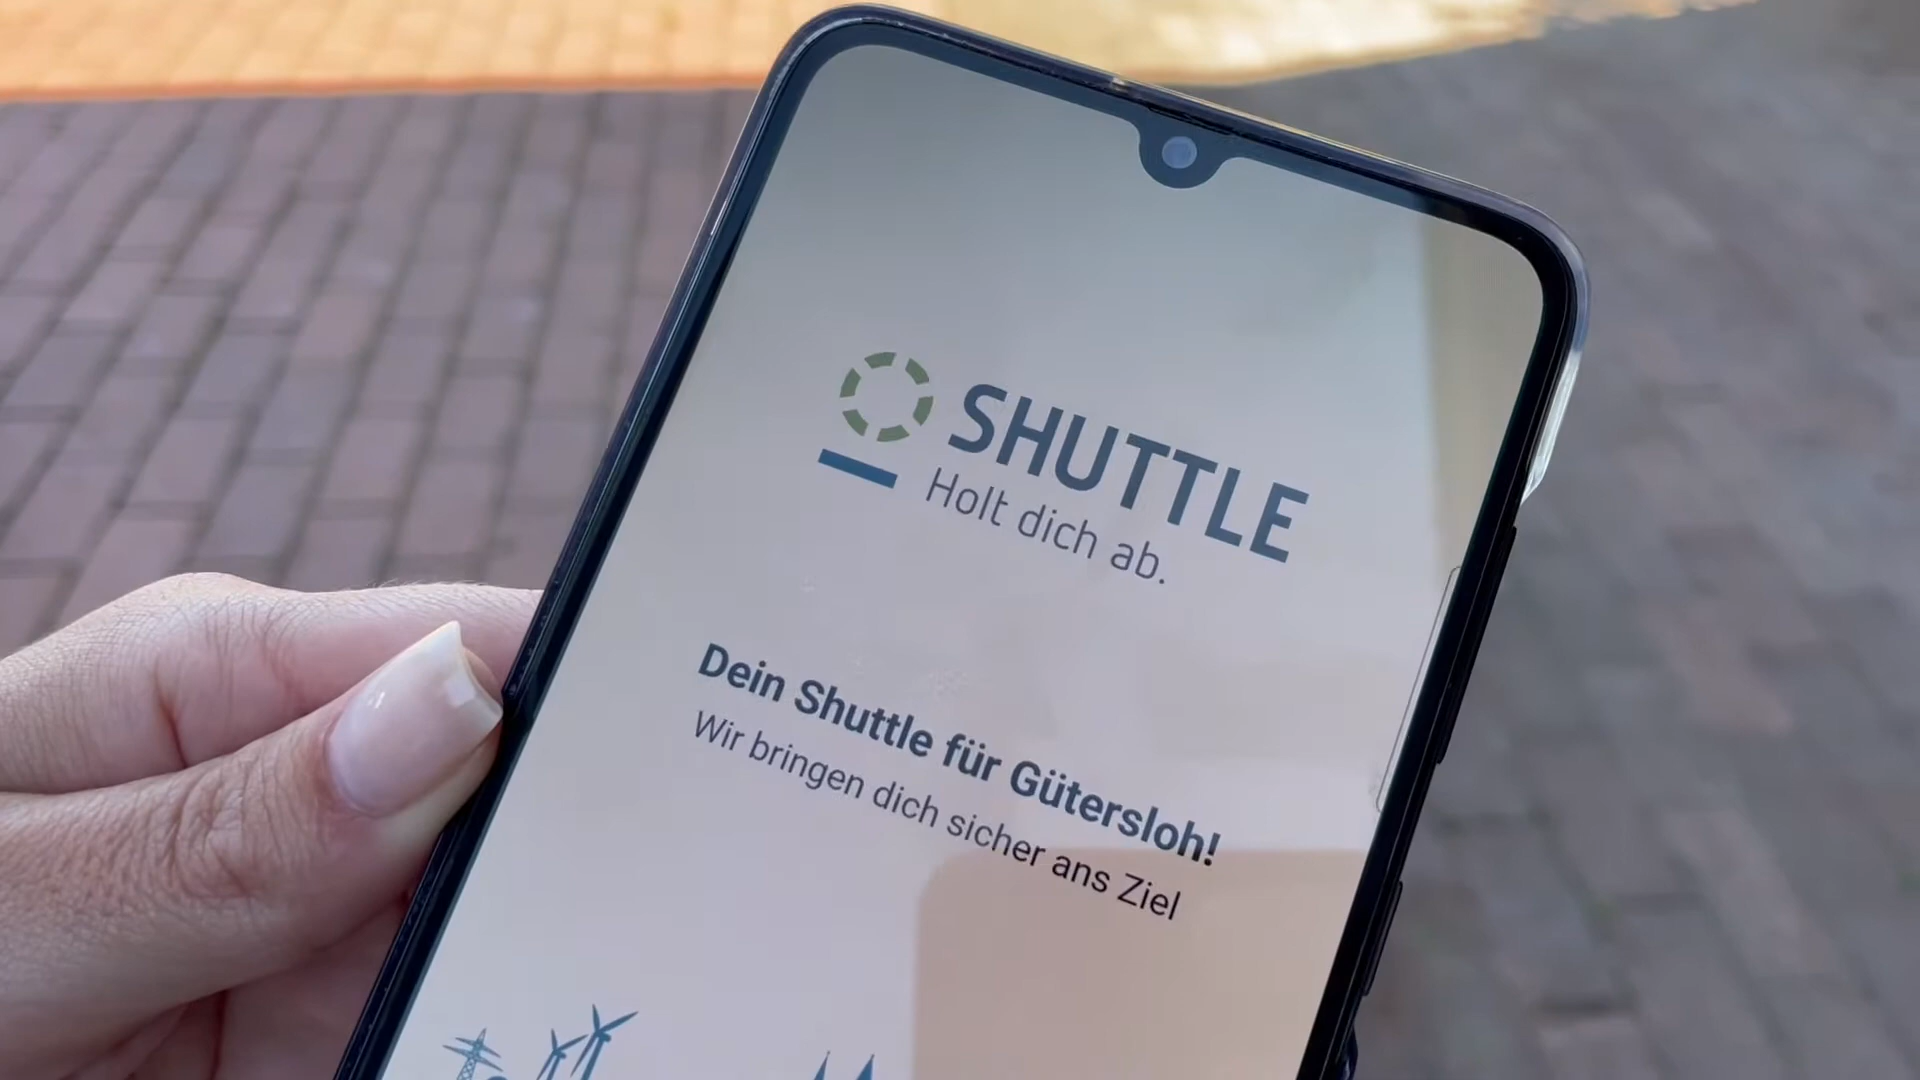 SHUTTLE
Holt dich ab.
Dein Shuttle für Gütersloh!
Wir bringen dich sicher ans Ziel